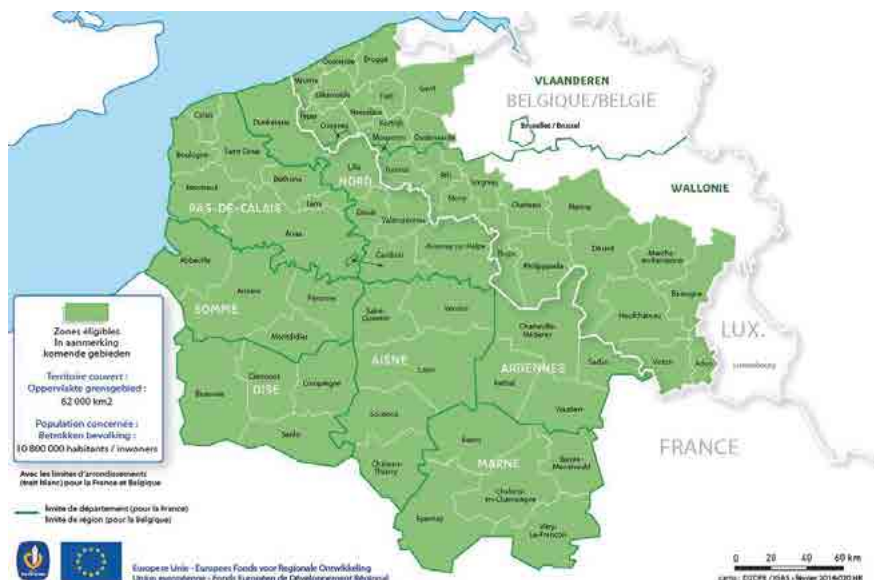 VLAANDEREN
BELGIQUE/BELGIË
Bruxelles / Brussel
WALLONIE
LUX.
Luxembourg
FRANCE
Oostende
Brugge
Veurne
Diksmuide
Tielt
Gent
Ieper
Roeselare
Kortrijk
Oudenaarde
Mouscron
Comines
Dunkerque
Calais
Boulogne
Saint Omer
Montreuil
Béthune
Lens
Arras
PAS-DE-CALAIS
Lille
NORD
Douai
Valenciennes
Cambrai
Avesnes-sur-Helpe
Tournai
Ath
Mons
Soignies
Charleroi
Namur
Thuin
Philippeville
Dinant
Marche-en-Famenne
Bastogne
Neufchâteau
Virton
Arlon
Abbeville
Amiens
Péronne
SOMME
Montdidier
Saint-Quentin
Vervins
AISNE
Laon
Soissons
Château-Thierry
Charleville-Mézières
ARDENNES
Sedan
Rethel
Vouziers
Beauvais
Clermont
OISE
Compiègne
Senlis
Reims
MARNE
Sainte-Menehould
Châlons-en-Champagne
Epernay
Vitry-Le-François
Zones éligibles
In aanmerking
komende gebieden
Territoire couvert :
Oppervlakte grensgebied :
62 000 km2
Population concernée :
Betrokken bevolking :
10 800 000 habitants / inwoners
Avec les limites d'arrondissements
(trait blanc) pour la France et Belgique
limite de département (pour la France)
limite de région (pour la Belgique)
Europese Unie - Europees Fonds voor Regionale Ontwikkeling
Union européenne - Fonds Européen de Développement Régional
0 20 40 60 km